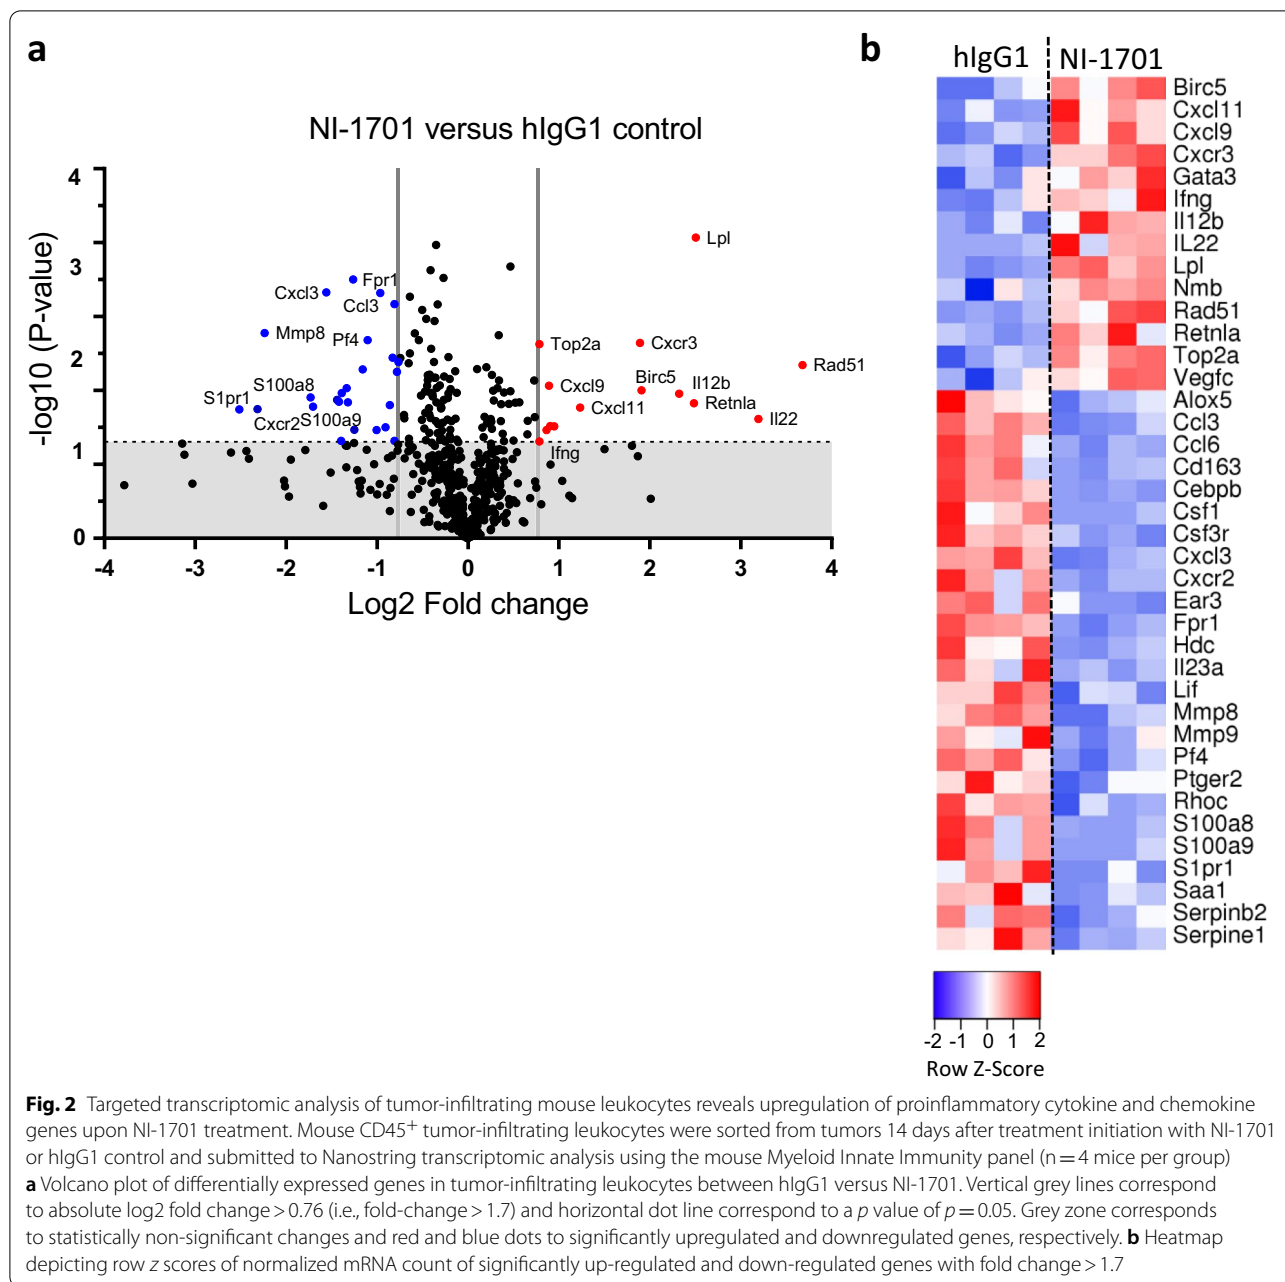 a
NI-1701 versus hIgG1 control
-log10 (P-value)
4
3
2
1
0
-4 -3 -2 -1 0 1 2 3 4
Log2 Fold change
Lpl
Fpr1
Cxcl3
Ccl3
Mmp8
Pf4
Top2a
Cxcr3
Rad51
S100a8
S1pr1
Cxcr2
S100a9
Cxcl9
Birc5
Il12b
Retnla
Cxcl11
Il22
Ifng
b
hIgG1 NI-1701
Birc5
Cxcl11
Cxcl9
Cxcr3
Gata3
Ifng
Il12b
IL22
Lpl
Nmb
Rad51
Retnla
Top2a
Vegfc
Alox5
Ccl3
Ccl6
Cd163
Cebpb
Csf1
Csf3r
Cxcl3
Cxcr2
Ear3
Fpr1
Hdc
Il23a
Lif
Mmp8
Mmp9
Pf4
Ptger2
Rhoc
S100a8
S100a9
S1pr1
Saa1
Serpinb2
Serpine1
-2 -1 0 1 2
Row Z-Score
Fig. 2 Targeted transcriptomic analysis of tumor-infiltrating mouse leukocytes reveals upregulation of proinflammatory cytokine and chemokine
genes upon NI-1701 treatment. Mouse CD45⁺ tumor-infiltrating leukocytes were sorted from tumors 14 days after treatment initiation with NI-1701
or hIgG1 control and submitted to Nanostring transcriptomic analysis using the mouse Myeloid Innate Immunity panel (n = 4 mice per group)
a Volcano plot of differentially expressed genes in tumor-infiltrating leukocytes between hIgG1 versus NI-1701. Vertical grey lines correspond
to absolute log2 fold change > 0.76 (i.e., fold-change > 1.7) and horizontal dot line correspond to a p value of p = 0.05. Grey zone corresponds
to statistically non-significant changes and red and blue dots to significantly upregulated and downregulated genes, respectively. b Heatmap
depicting row z scores of normalized mRNA count of significantly up-regulated and down-regulated genes with fold change > 1.7